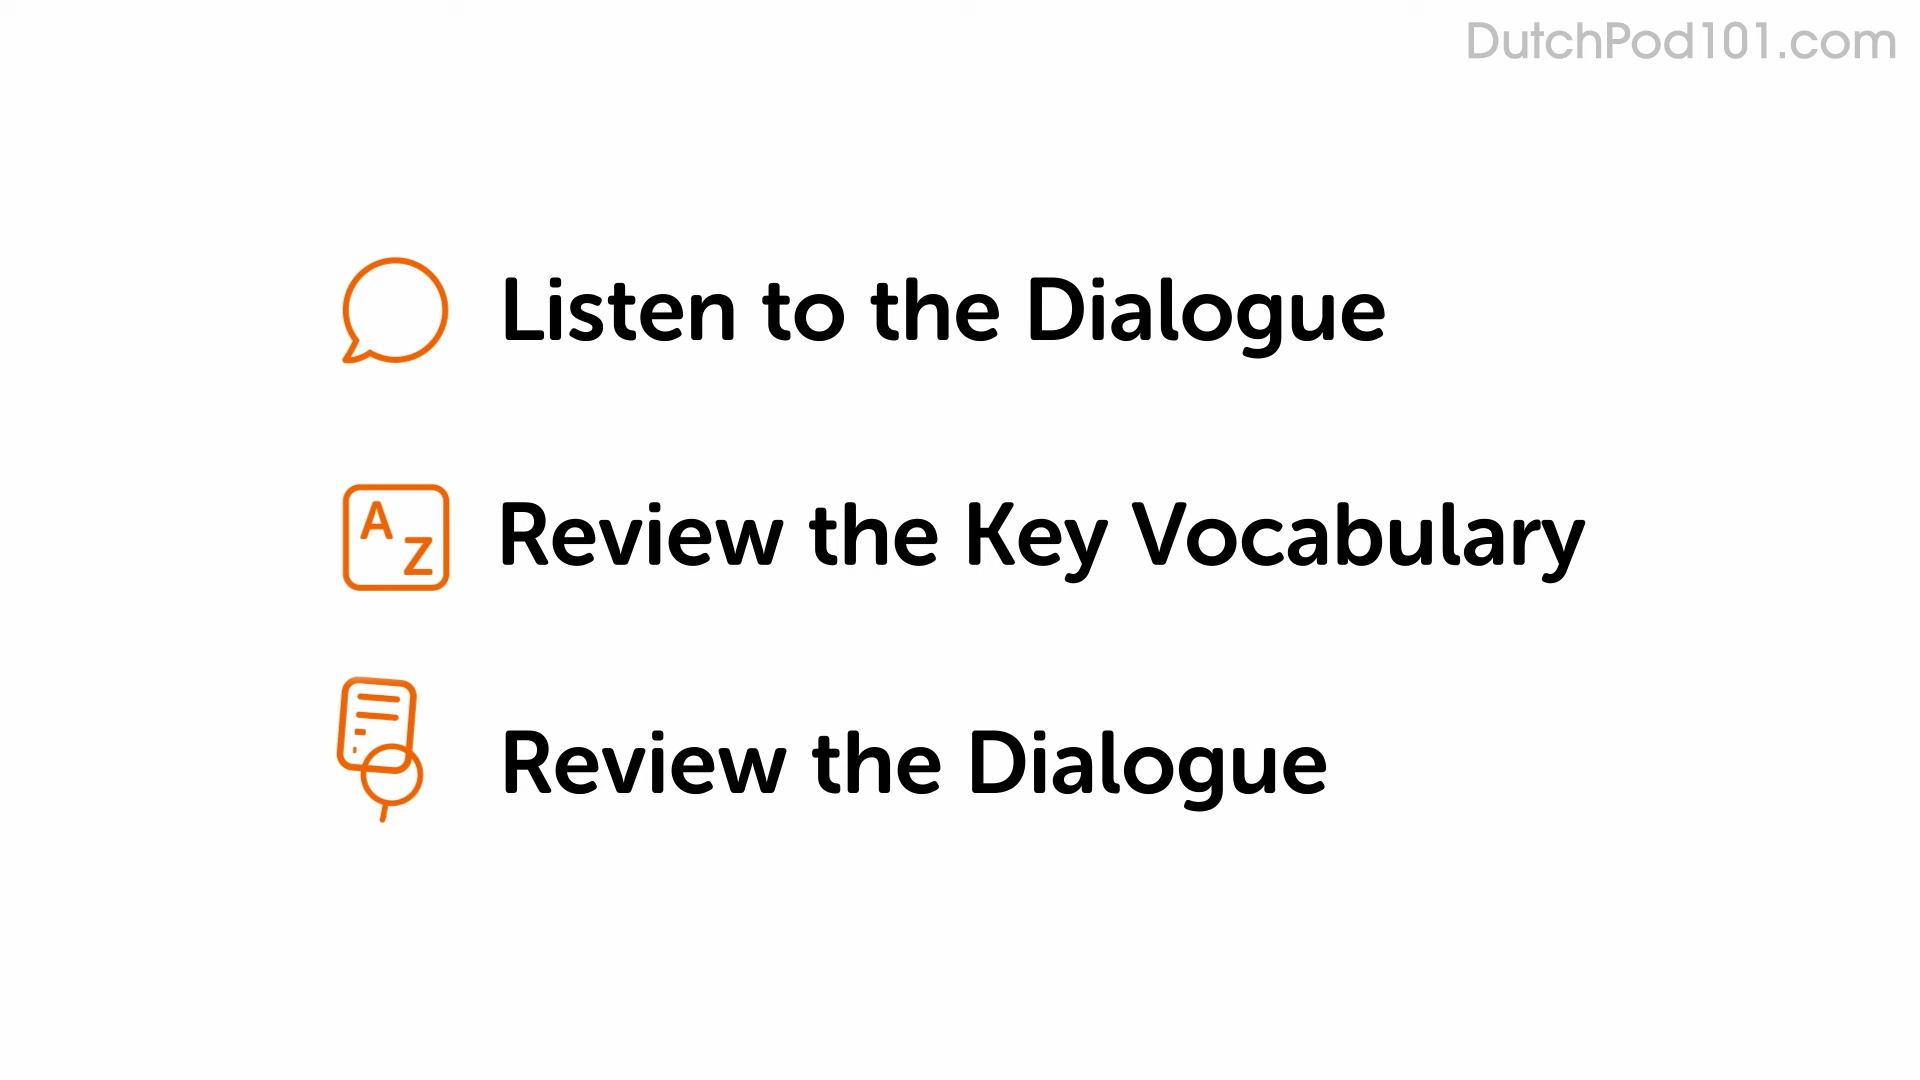 DutchPod101.com
Listen to the Dialogue
A
Z
Review the Key Vocabulary
Review the Dialogue